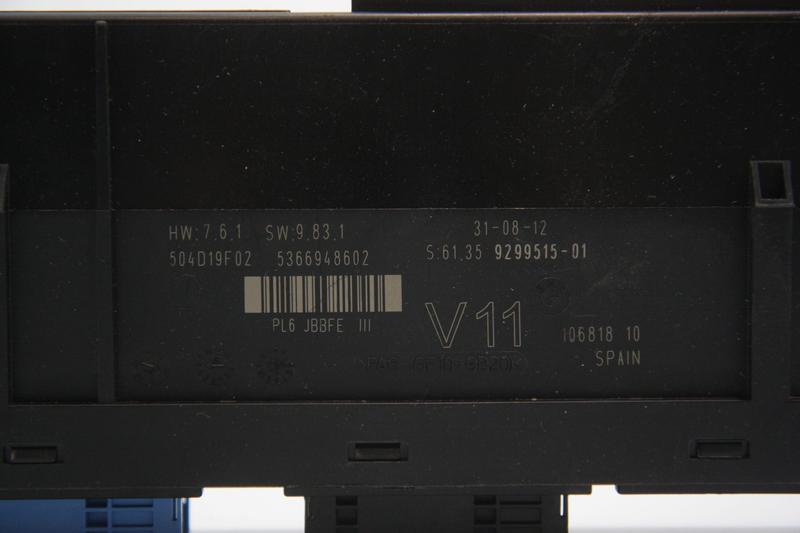 HW:7.6.1 SW:9.83.1 31-08-12
504D19F02 5366948602 S:61.35 9299515-01
PL6 JBBFE III
V11
106818 10
SPAIN